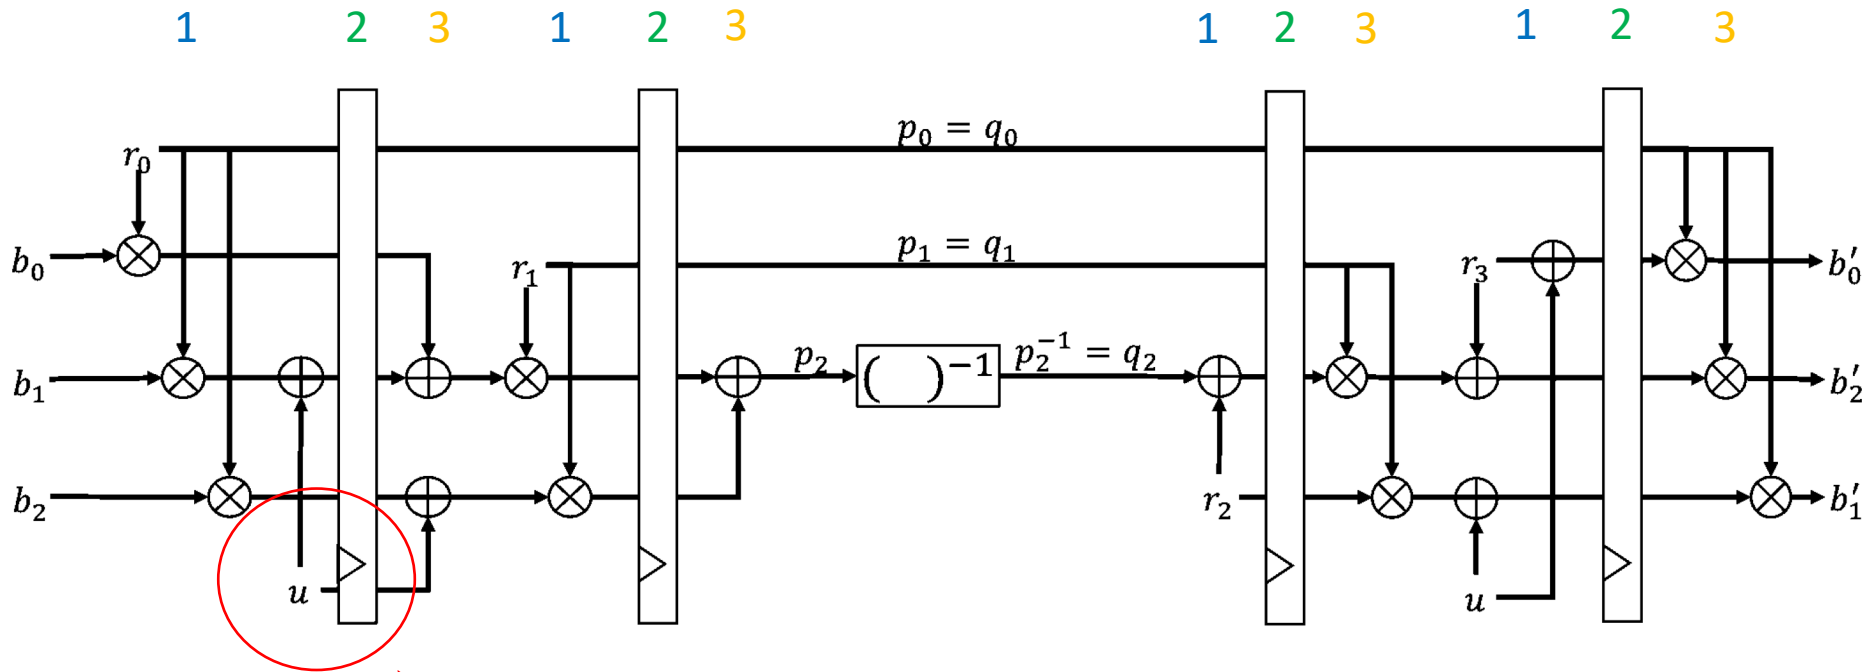 1 2 3 1 2 3 1 2 3 1 2 3
p₀ = q₀
r₀
b₀ r₁ p₁ = q₁ r₃ b′₀
b₁ p₂ ( )⁻¹ p₂⁻¹ = q₂ b′₂
b₂ r₂ b′₁
u u